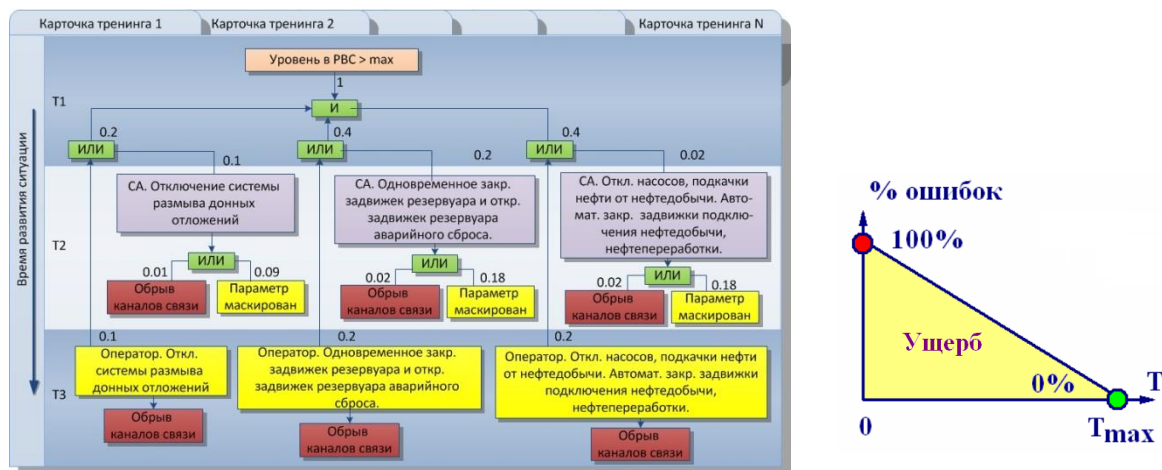 Карточка тренинга 1
Карточка тренинга 2
Карточка тренинга N
Время развития ситуации
Уровень в РВС > max
1
Т1
И
0.2
0.4
0.4
ИЛИ
ИЛИ
ИЛИ
0.1
0.2
0.02
Т2
СА. Отключение системы
размыва донных
отложений
СА. Одновременное закр.
задвижек резервуара и откр.
задвижек резервуара
аварийного сброса.
СА. Откл. насосов, подкачки
нефти от нефтедобычи. Авто-
мат. закр. задвижки подклю-
чения нефтедобычи,
нефтепереработки.
ИЛИ
ИЛИ
ИЛИ
0.01
0.09
0.02
0.18
0.02
0.18
Обрыв
каналов связи
Параметр
маскирован
Обрыв
каналов связи
Параметр
маскирован
Обрыв
каналов связи
Параметр
маскирован
0.1
0.2
0.2
Т3
Оператор. Откл.
системы размыва
донных отложений
Оператор. Одновременное закр.
задвижек резервуара и откр.
задвижек резервуара аварийного
сброса.
Оператор. Откл. насосов, подкачки нефти
от нефтедобычи. Автомат. закр. задвижки
подключения нефтедобычи,
нефтепереработки.
Обрыв
каналов связи
Обрыв
каналов связи
Обрыв
каналов связи
% ошибок
100%
Ущерб
0%
T
0
Tmax